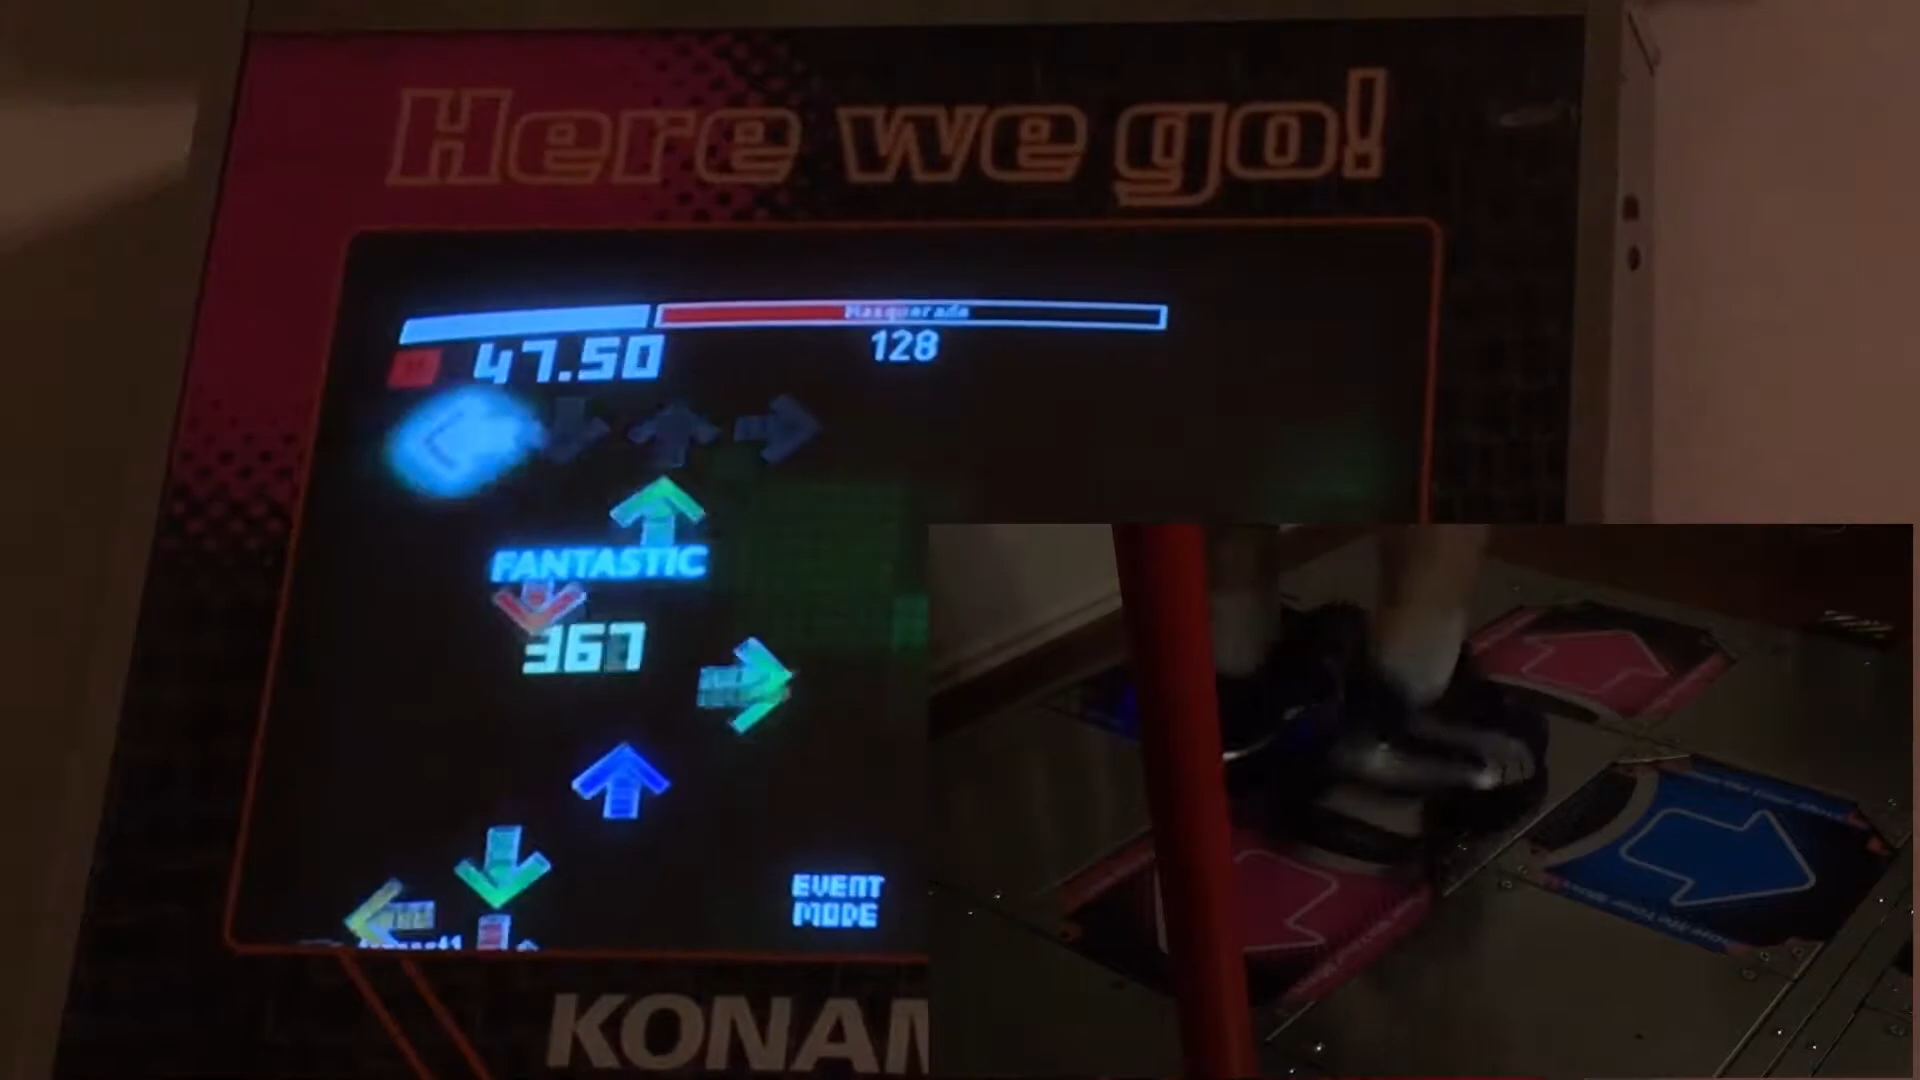 Here we go!
Masquerade
47.50
128
FANTASTIC
367
EVENT
MODE
KONAM